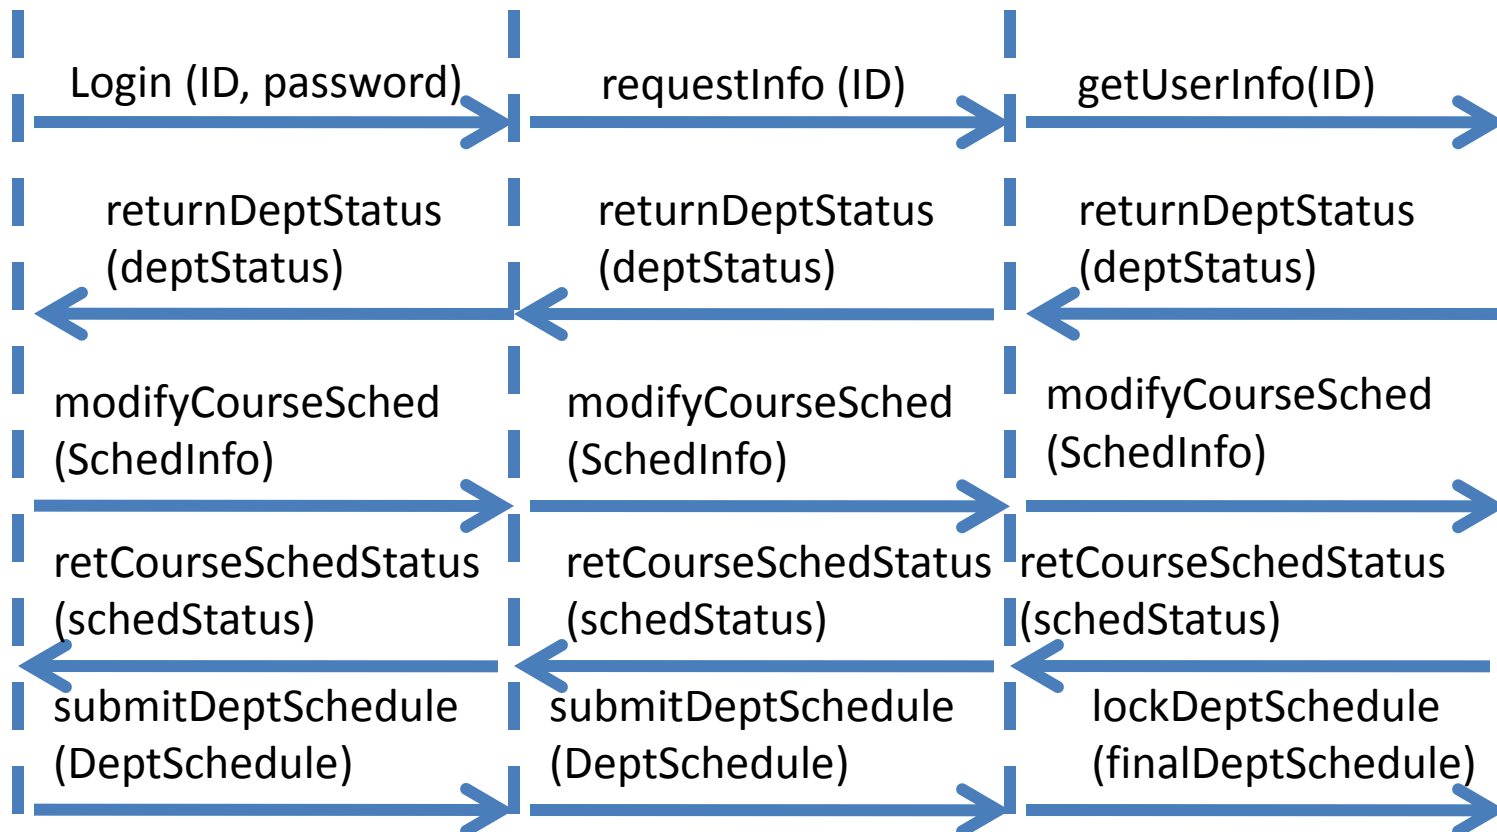 Login (ID, password)
requestInfo (ID)
getUserInfo(ID)
returnDeptStatus
(deptStatus)
returnDeptStatus
(deptStatus)
returnDeptStatus
(deptStatus)
modifyCourseSched
(SchedInfo)
modifyCourseSched
(SchedInfo)
modifyCourseSched
(SchedInfo)
retCourseSchedStatus
(schedStatus)
retCourseSchedStatus
(schedStatus)
retCourseSchedStatus
(schedStatus)
submitDeptSchedule
(DeptSchedule)
submitDeptSchedule
(DeptSchedule)
lockDeptSchedule
(finalDeptSchedule)